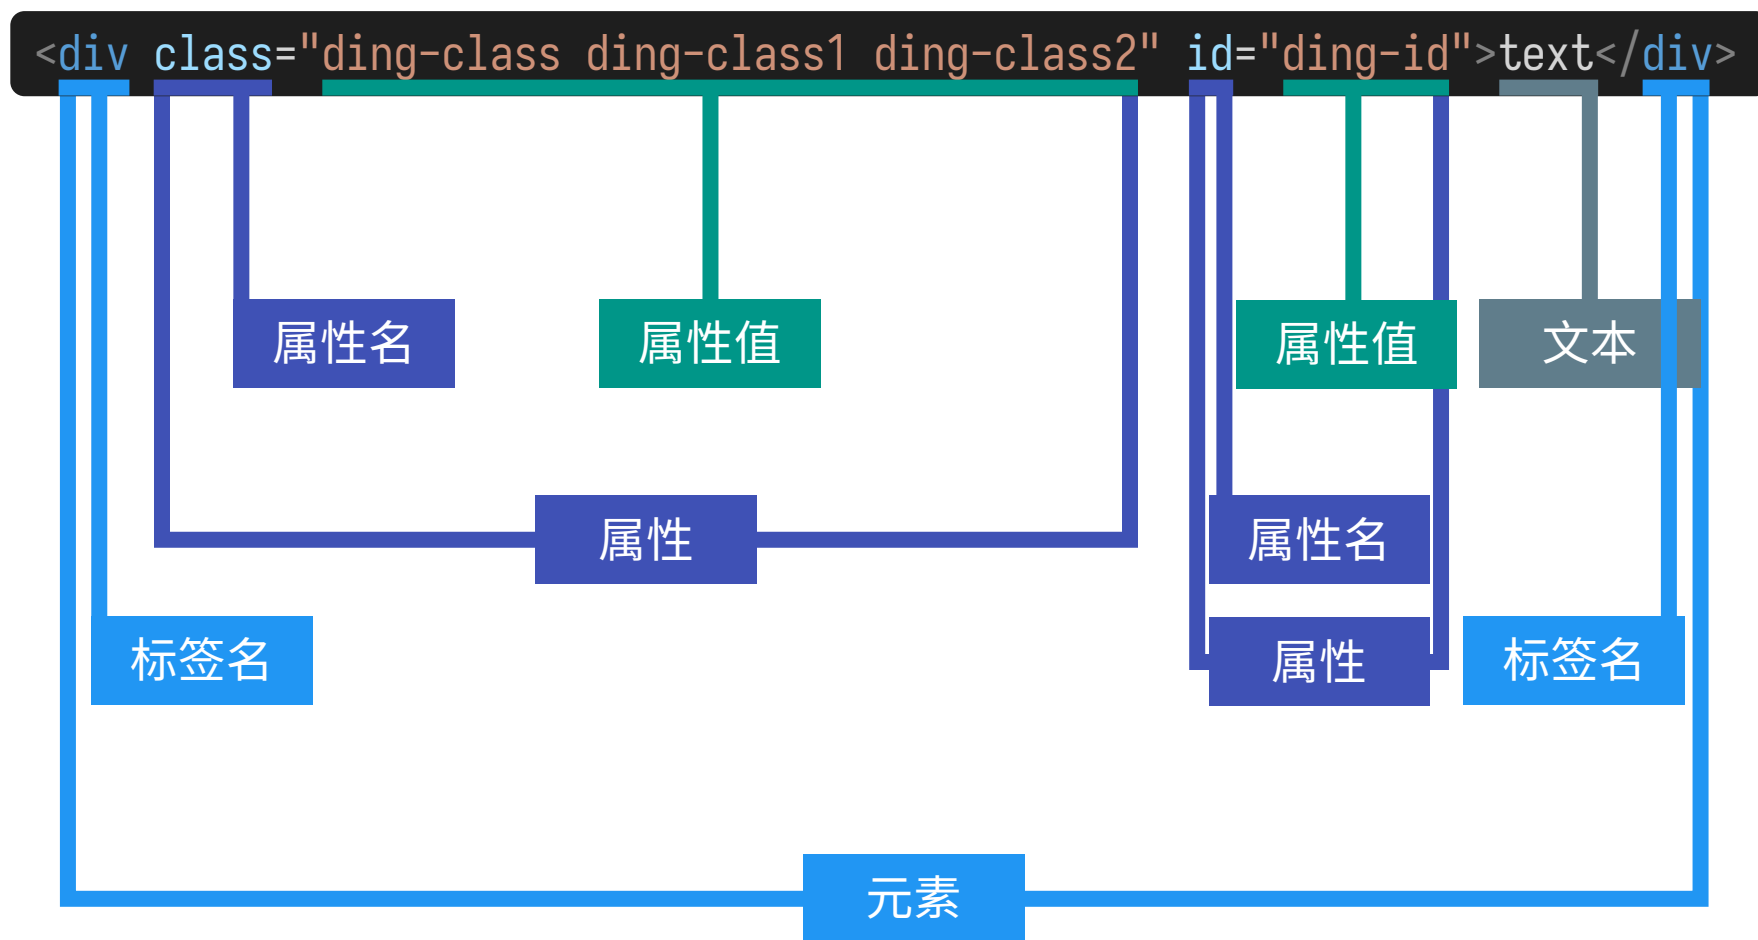 <div class="ding-class ding-class1 ding-class2" id="ding-id">text</div>
属性名
属性值
属性值
文本
属性
属性名
标签名
属性
标签名
元素